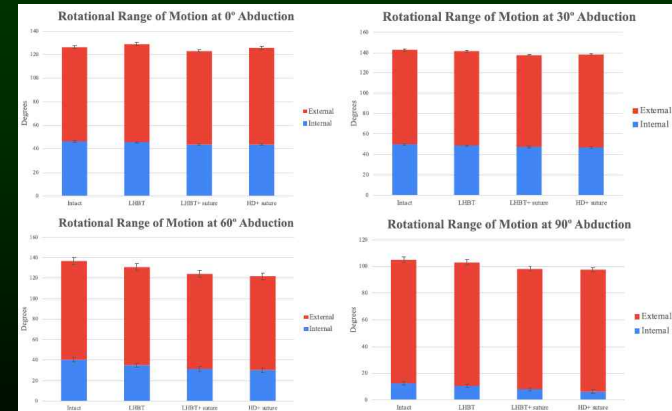 Rotational Range of Motion at 0º Abduction
140
120
100
80
60
40
20
0
Degrees
External
Internal
Intact
LHBT
LHBT+ suture
HD+ suture
Rotational Range of Motion at 30º Abduction
160
140
120
100
80
60
40
20
0
Degrees
External
Internal
Intact
LHBT
LHBT+ suture
HD+ suture
Rotational Range of Motion at 60º Abduction
160
140
120
100
80
60
40
20
0
Degrees
External
Internal
Intact
LHBT
LHBT+ suture
HD+ suture
Rotational Range of Motion at 90º Abduction
120
100
80
60
40
20
0
Degrees
External
Internal
Intact
LHBT
LHBT+ suture
HD+ suture